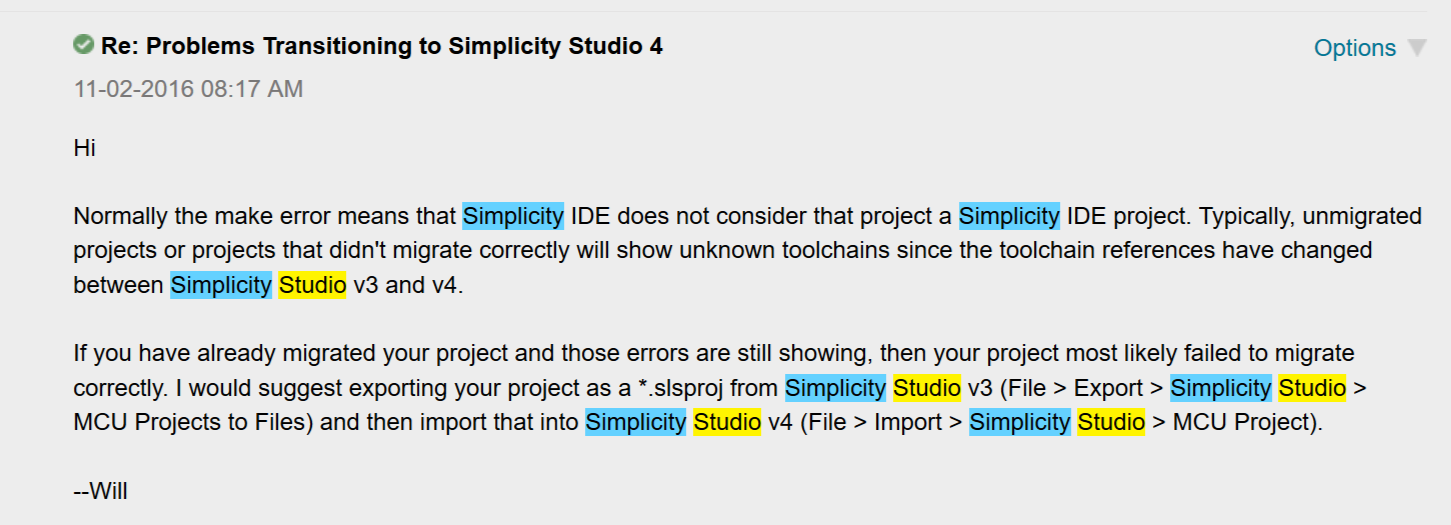 Re: Problems Transitioning to Simplicity Studio 4
Options
11-02-2016 08:17 AM
Hi
Normally the make error means that Simplicity IDE does not consider that project a Simplicity IDE project. Typically, unmigrated
projects or projects that didn't migrate correctly will show unknown toolchains since the toolchain references have changed
between Simplicity Studio v3 and v4.
If you have already migrated your project and those errors are still showing, then your project most likely failed to migrate
correctly. I would suggest exporting your project as a *.slsproj from Simplicity Studio v3 (File > Export > Simplicity Studio >
MCU Projects to Files) and then import that into Simplicity Studio v4 (File > Import > Simplicity Studio > MCU Project).
--Will